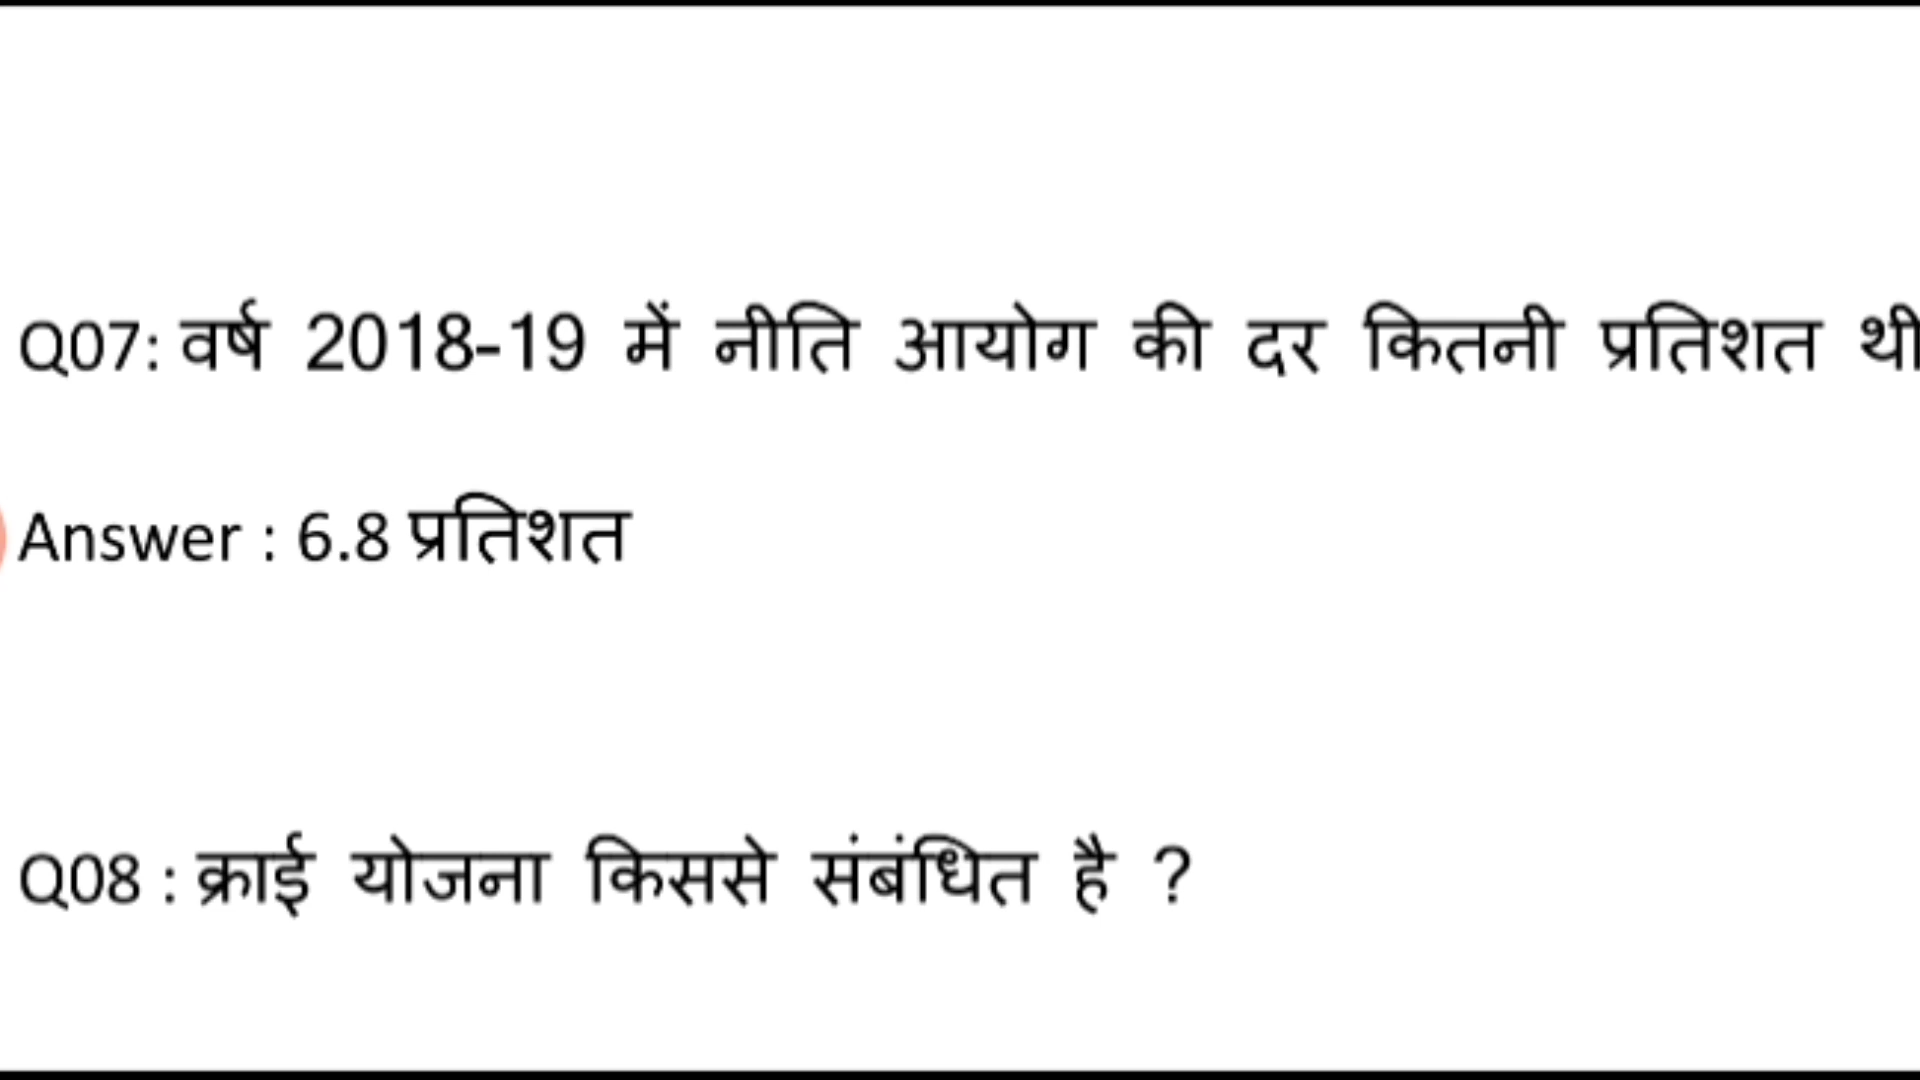 Q07: वर्ष 2018-19 में नीति आयोग की दर कितनी प्रतिशत थी
Answer : 6.8 प्रतिशत
Q08 : क्राई योजना किससे संबंधित है ?